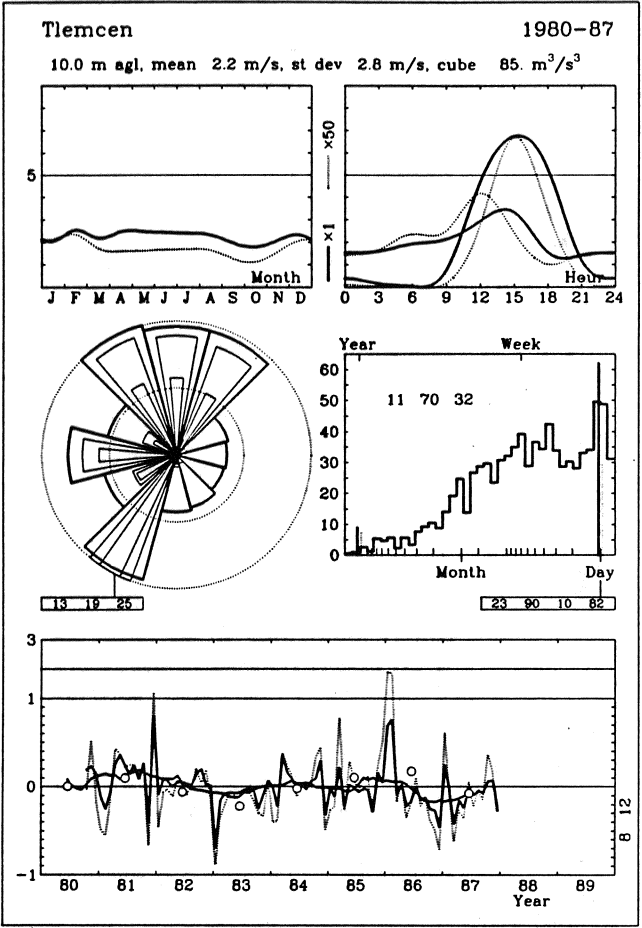 Tlemcen 1980-87
10.0 m agl, mean 2.2 m/s, st dev 2.8 m/s, cube 85. m³/s³
5
×1 ×50
Month
Hour
J F M A M J J A S O N D
0 3 6 9 12 15 18 21 24
Year Week
60
50
40
30
20
10
0
11 70 32
Month Day
13 19 25
23 90 10 82
3
1
0
-1
8 12
80 81 82 83 84 85 86 87 88 89
Year